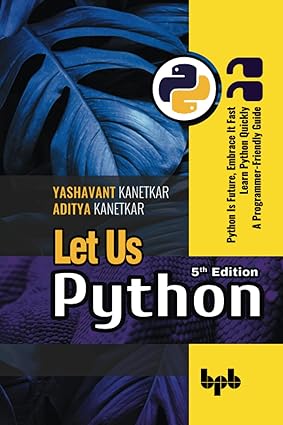 Python Is Future, Embrace It Fast
Learn Python Quickly
A Programmer-Friendly Guide
YASHAVANT KANETKAR
ADITYA KANETKAR
Let Us
5th Edition
Python
bpb